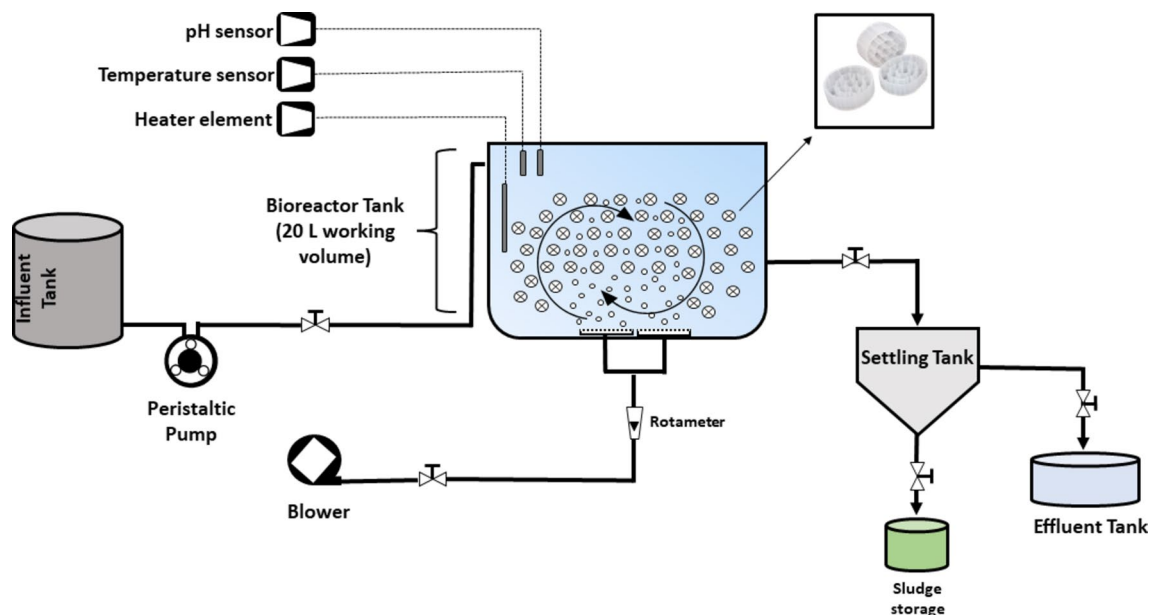 pH sensor
Temperature sensor
Heater element
Bioreactor Tank
(20 L working
volume)
Influent
Tank
Peristaltic
Pump
Blower
Rotameter
Settling Tank
Effluent Tank
Sludge
storage